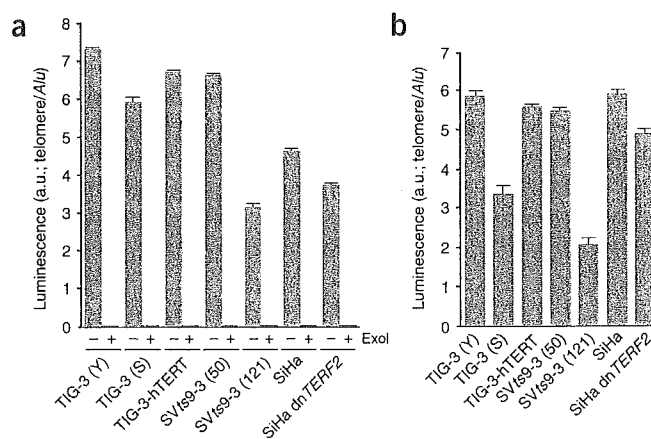 a
Luminescence (a.u.; telomere/Alu)
8
7
6
5
4
3
2
1
0
– + – + – + – + – + – + – + ExoI
TIG-3 (Y)
TIG-3 (S)
TIG-3-hTERT
SVts9-3 (50)
SVts9-3 (121)
SiHa
SiHa dnTERF2
b
Luminescence (a.u.; telomere/Alu)
7
6
5
4
3
2
1
0
TIG-3 (Y)
TIG-3 (S)
TIG-3-hTERT
SVts9-3 (50)
SVts9-3 (121)
SiHa
SiHa dnTERF2